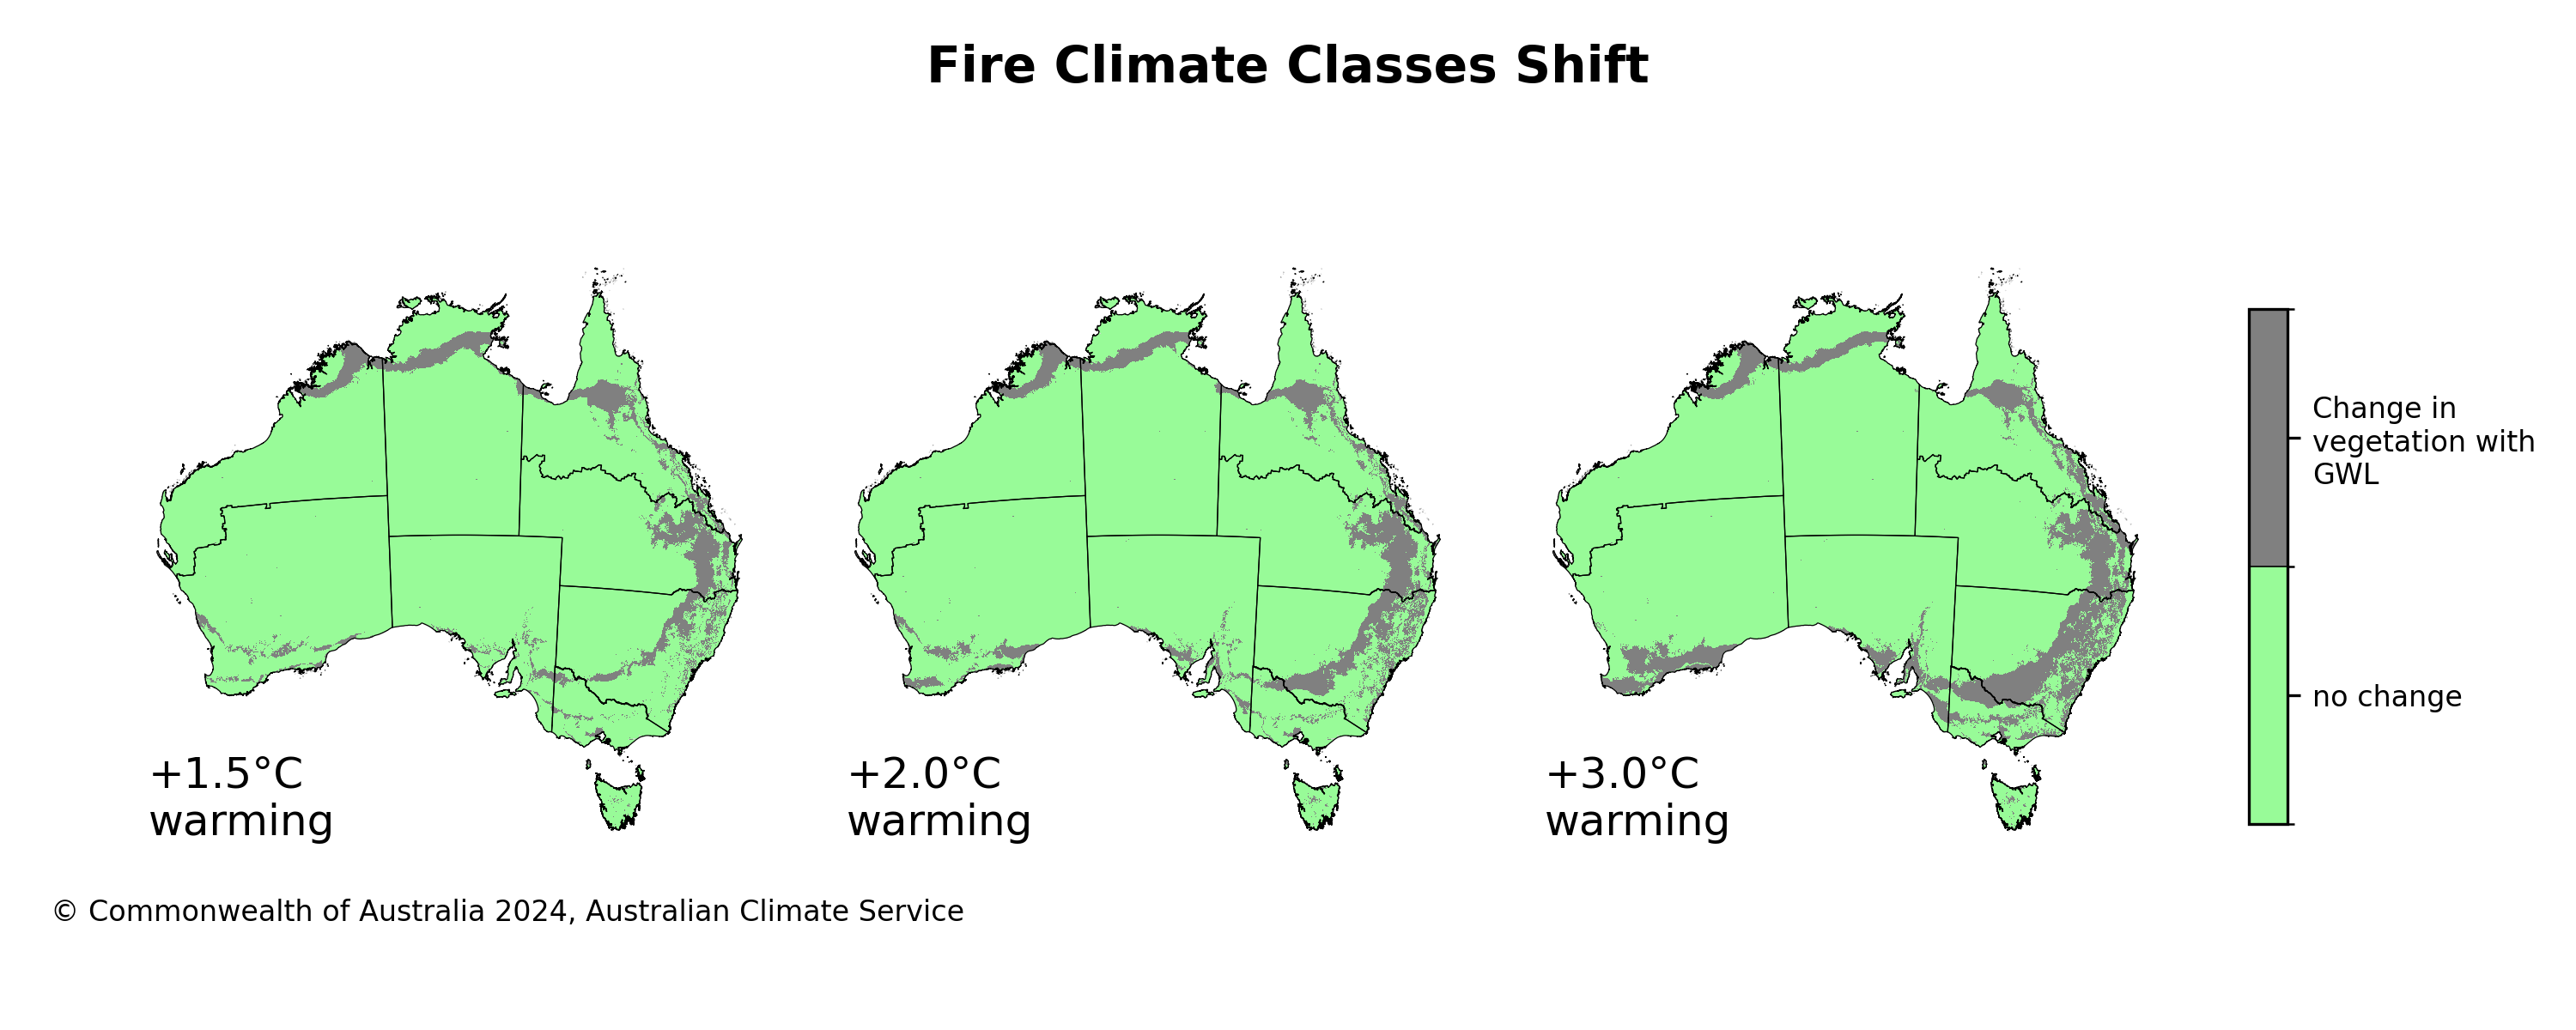 Fire Climate Classes Shift
+1.5°C
warming
+2.0°C
warming
+3.0°C
warming
Change in
vegetation with
GWL
no change
© Commonwealth of Australia 2024, Australian Climate Service